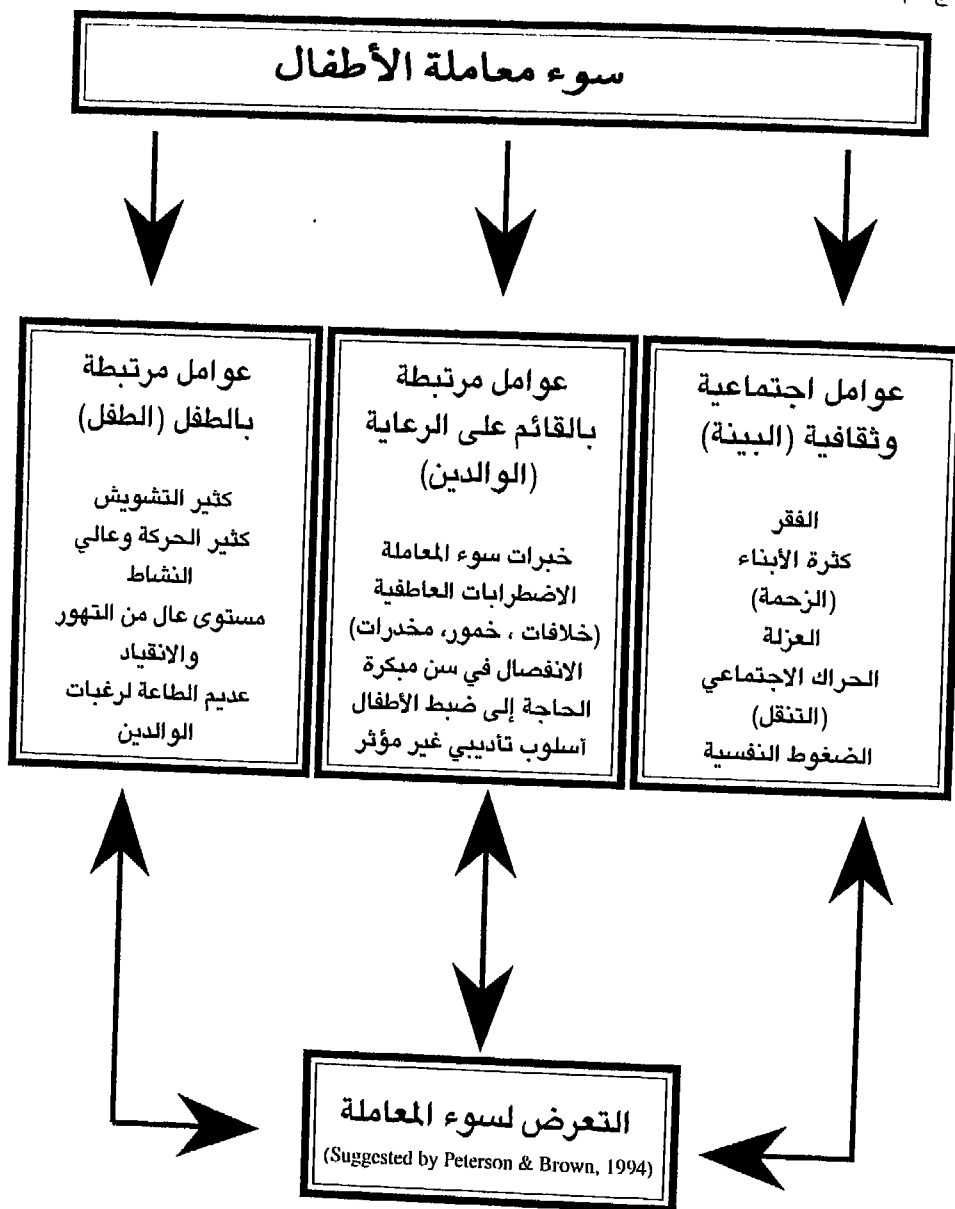 سوء معاملة الأطفال
عوامل اجتماعية
وثقافية (البينة)
الفقر
كثرة الأبناء
(الزحمة)
العزلة
الحراك الاجتماعي
(التنقل)
الضغوط النفسية
عوامل مرتبطة
بالقائم على الرعاية
(الوالدين)
خبرات سوء المعاملة
الاضطرابات العاطفية
(خلافات ، خمور، مخدرات)
الانفصال في سن مبكرة
الحاجة إلى ضبط الأطفال
أسلوب تأديبي غير مؤثر
عوامل مرتبطة
بالطفل (الطفل)
كثير التشويش
كثير الحركة وعالي
النشاط
مستوى عال من التهور
والانقياد
عديم الطاعة لرغبات
الوالدين
التعرض لسوء المعاملة
(Suggested by Peterson & Brown, 1994)